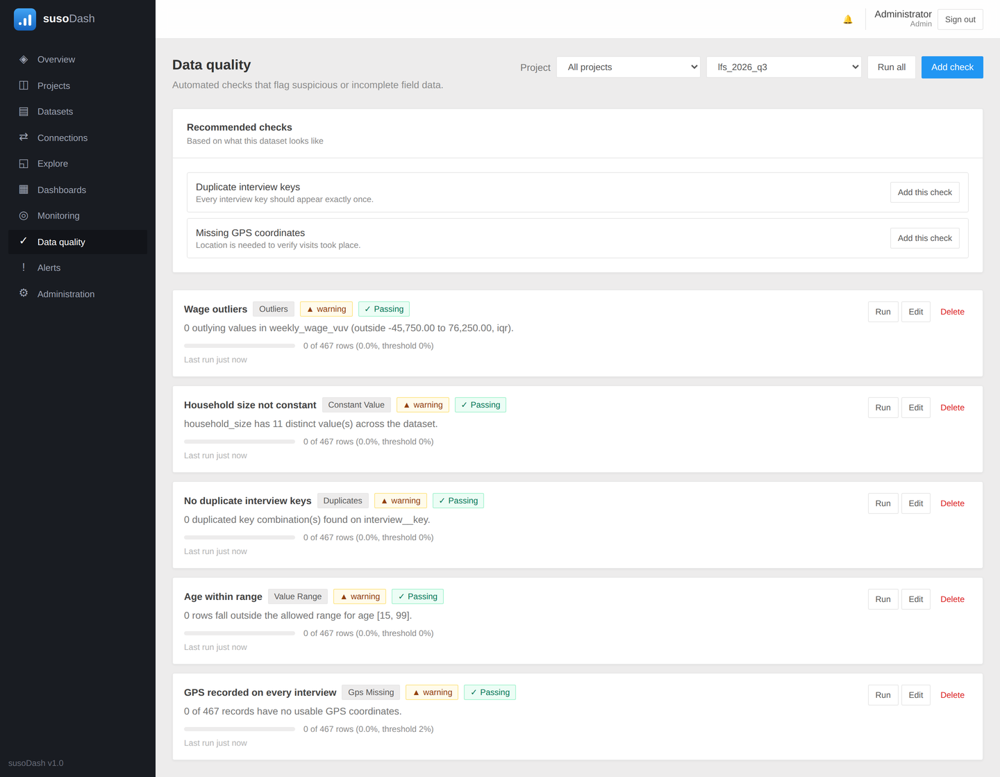 susoDash
Administrator
Admin
Sign out
Overview
Projects
Datasets
Connections
Explore
Dashboards
Monitoring
✓ Data quality
! Alerts
Administration
susoDash v1.0
Data quality
Automated checks that flag suspicious or incomplete field data.
Project
All projects
lfs_2026_q3
Run all
Add check
Recommended checks
Based on what this dataset looks like
Duplicate interview keys
Every interview key should appear exactly once.
Add this check
Missing GPS coordinates
Location is needed to verify visits took place.
Add this check
Wage outliers Outliers ▲ warning ✓ Passing
Run Edit Delete
0 outlying values in weekly_wage_vuv (outside -45,750.00 to 76,250.00, iqr).
0 of 467 rows (0.0%, threshold 0%)
Last run just now
Household size not constant Constant Value ▲ warning ✓ Passing
Run Edit Delete
household_size has 11 distinct value(s) across the dataset.
0 of 467 rows (0.0%, threshold 0%)
Last run just now
No duplicate interview keys Duplicates ▲ warning ✓ Passing
Run Edit Delete
0 duplicated key combination(s) found on interview__key.
0 of 467 rows (0.0%, threshold 0%)
Last run just now
Age within range Value Range ▲ warning ✓ Passing
Run Edit Delete
0 rows fall outside the allowed range for age [15, 99].
0 of 467 rows (0.0%, threshold 0%)
Last run just now
GPS recorded on every interview Gps Missing ▲ warning ✓ Passing
Run Edit Delete
0 of 467 records have no usable GPS coordinates.
0 of 467 rows (0.0%, threshold 2%)
Last run just now